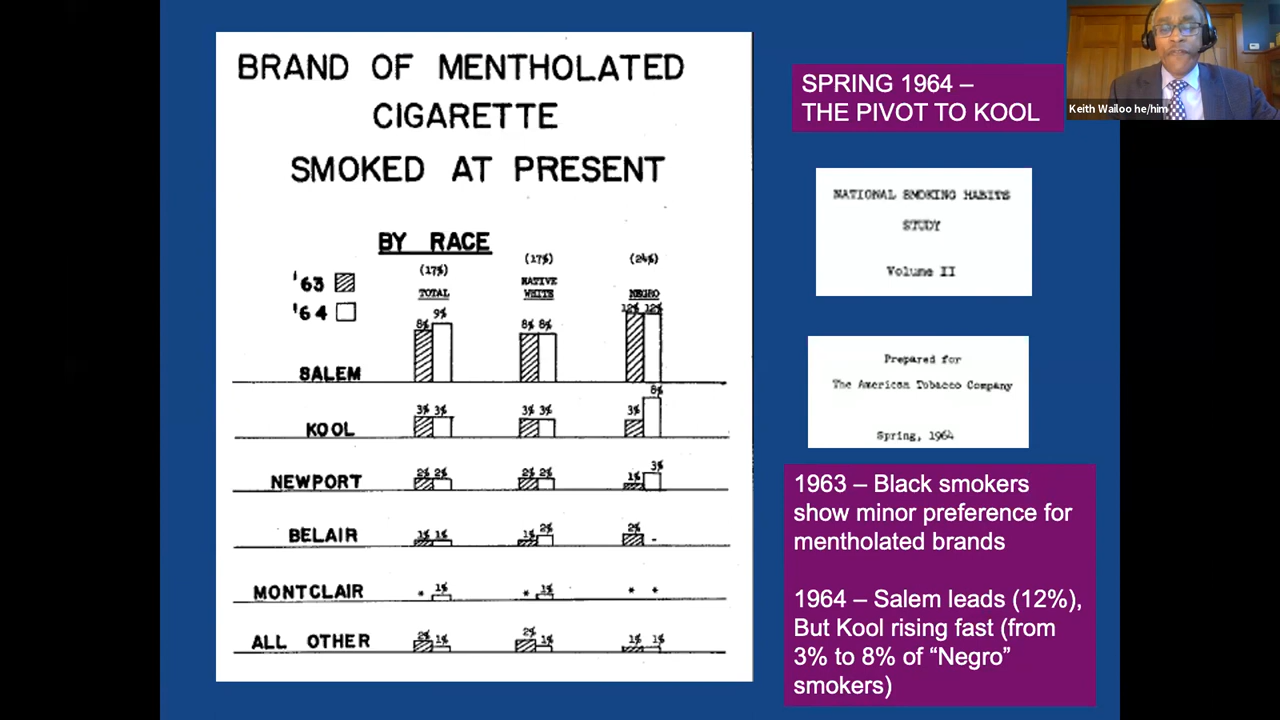 BRAND OF MENTHOLATED
CIGARETTE
SMOKED AT PRESENT
BY RACE
'63
'64
(17%)
TOTAL
(17%)
NATIVE
WHITE
(24%)
NEGRO
8% 9% 8% 8% 12% 12%
SALEM
3% 3% 3% 3% 3% 8%
KOOL
2% 2% 2% 2% 1% 3%
NEWPORT
1% 1% 1% 2% 2% -
BELAIR
* 1% * 1% * *
MONTCLAIR
2% 1% 2% 1% 1% 1%
ALL OTHER
SPRING 1964 –
THE PIVOT TO KOOL
Keith Wailoo he/him
NATIONAL SMOKING HABITS
STUDY
Volume II
Prepared for
The American Tobacco Company
Spring, 1964
1963 – Black smokers
show minor preference for
mentholated brands
1964 – Salem leads (12%),
But Kool rising fast (from
3% to 8% of “Negro”
smokers)